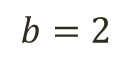 b = 2